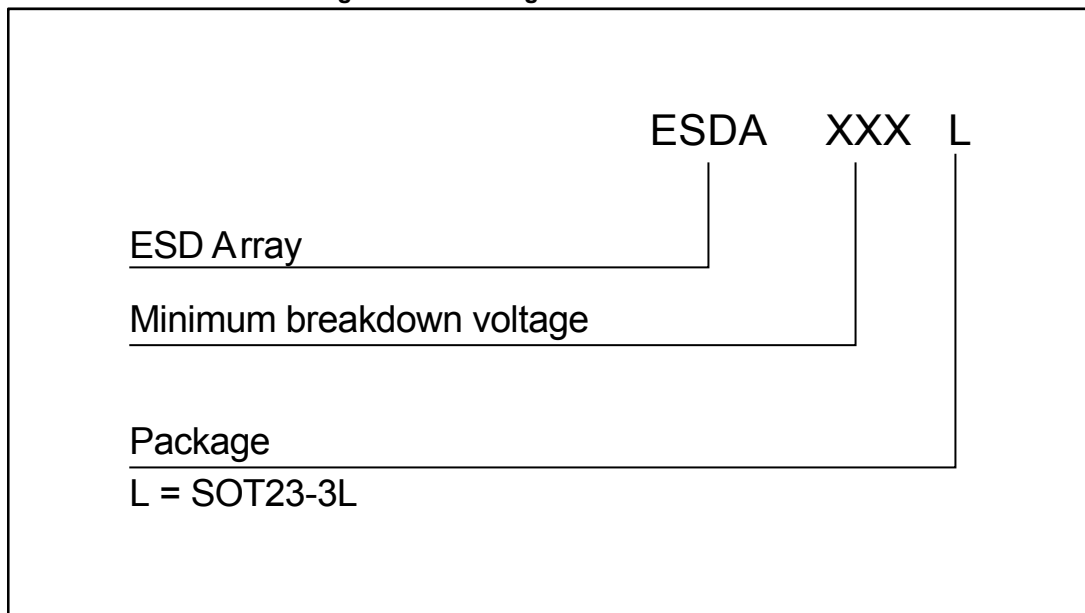 ESDA XXX L
ESD Array
Minimum breakdown voltage
Package
L = SOT23-3L